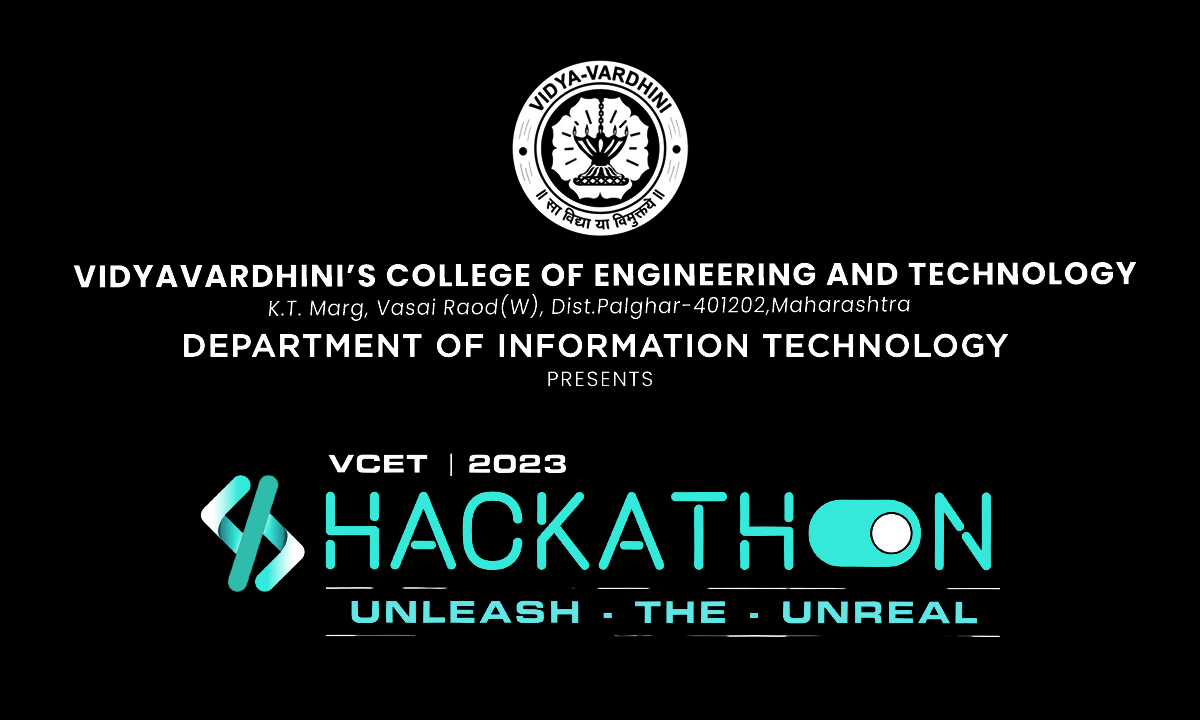 VIDYA-VARDHINI
॥ सा विद्या या विमुक्तये ॥
VIDYAVARDHINI'S COLLEGE OF ENGINEERING AND TECHNOLOGY
K.T. Marg, Vasai Raod(W), Dist.Palghar-401202,Maharashtra
DEPARTMENT OF INFORMATION TECHNOLOGY
PRESENTS
VCET | 2023
HACKATHON
UNLEASH - THE - UNREAL